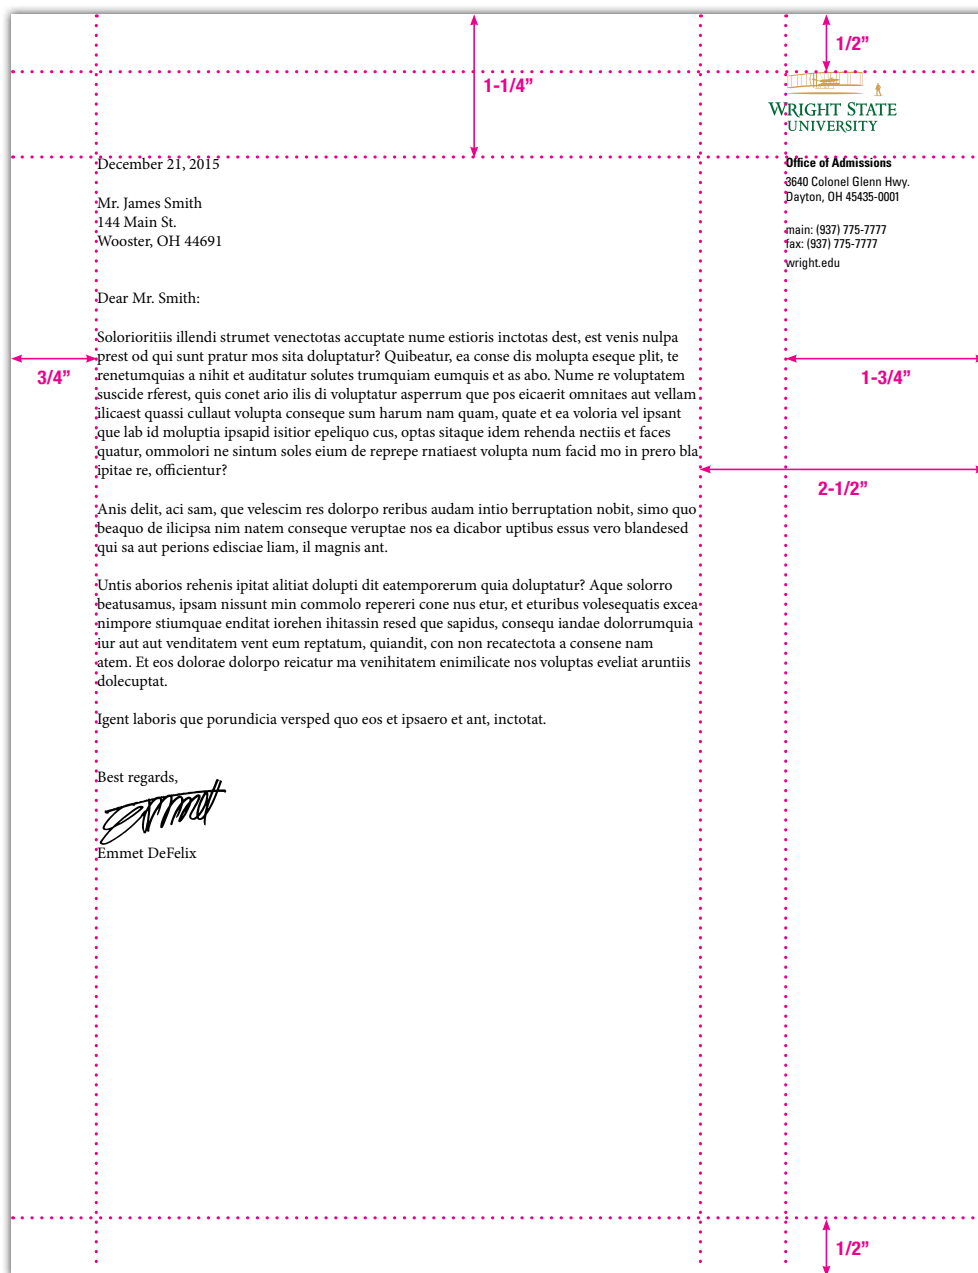 1/2”
1-1/4”
WRIGHT STATE
UNIVERSITY
December 21, 2015
Office of Admissions
3640 Colonel Glenn Hwy.
Dayton, OH 45435-0001
main: (937) 775-7777
fax: (937) 775-7777
wright.edu
Mr. James Smith
144 Main St.
Wooster, OH 44691
Dear Mr. Smith:
Solorioritiis illendi strumet venectotas accuptate nume estioris inctotas dest, est venis nulpa
prest od qui sunt pratur mos sita doluptatur? Quibeatur, ea conse dis molupta eseque plit, te
renetumquias a nihit et auditatur solutes trumquiam eumquis et as abo. Nume re voluptatem
suscide rferest, quis conet ario ilis di voluptatur asperrum que pos eicaerit omnitaes aut vellam
ilicaest quassi cullaut volupta conseque sum harum nam quam, quate et ea voloria vel ipsant
que lab id moluptia ipsapid isitior epeliquo cus, optas sitaque idem rehenda nectiis et faces
quatur, ommolori ne sintum soles eium de reprepe rnatiaest volupta num facid mo in prero bla
ipitae re, officientur?
3/4”
1-3/4”
2-1/2”
Anis delit, aci sam, que velescim res dolorpo reribus audam intio berruptation nobit, simo quo
beaquo de ilicipsa nim natem conseque veruptae nos ea dicabor uptibus essus vero blandesed
qui sa aut perions edisciae liam, il magnis ant.
Untis aborios rehenis ipitat alitiat dolupti dit eatemporerum quia doluptatur? Aque solorro
beatusamus, ipsam nissunt min commolo repereri cone nus etur, et eturibus volesequatis excea
nimpore stiumquae enditat iorehen ihitassin resed que sapidus, consequ iandae dolorrumquia
iur aut aut venditatem vent eum reptatum, quiandit, con non recatectota a consene nam
atem. Et eos dolorae dolorpo reicatur ma venihitatem enimilicate nos voluptas eveliat aruntiis
dolecuptat.
Igent laboris que porundicia versped quo eos et ipsaero et ant, inctotat.
Best regards,
Emmet
Emmet DeFelix
1/2”